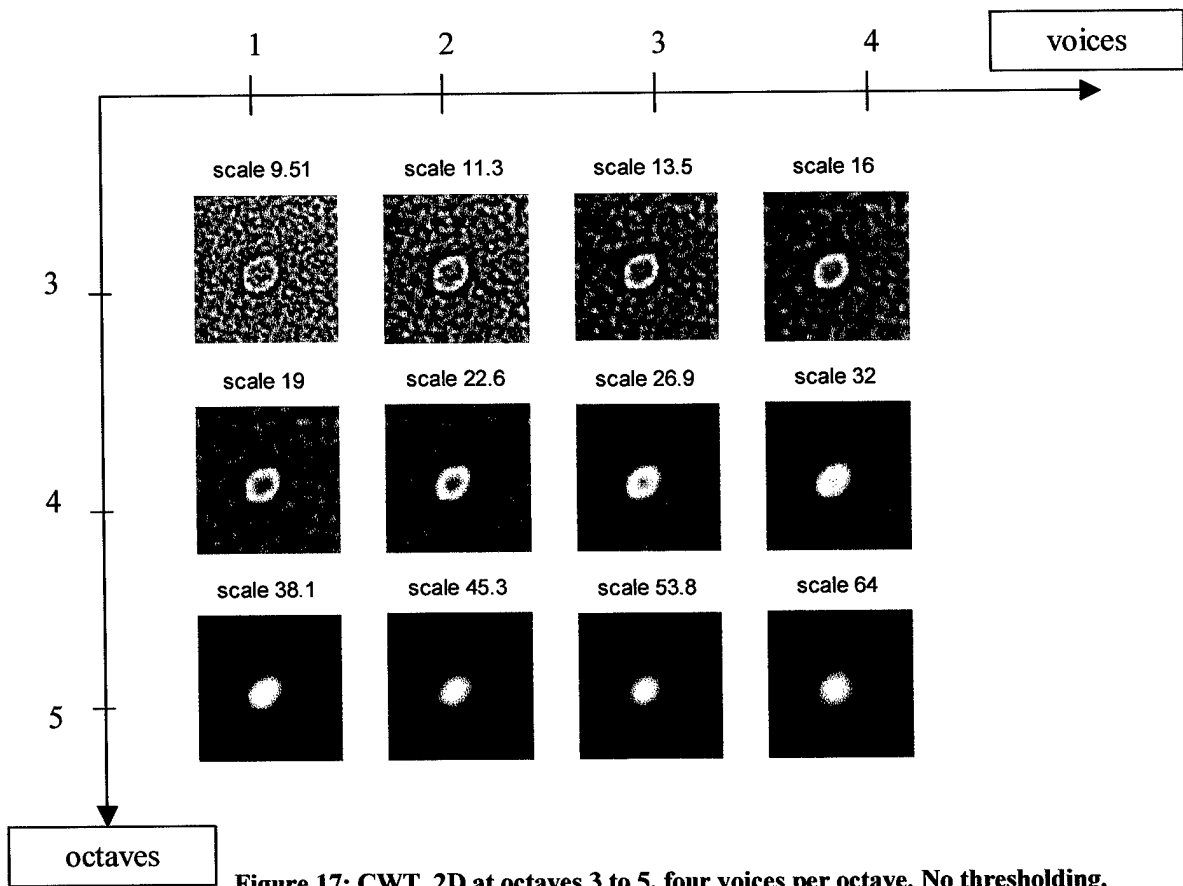 1 2 3 4 voices
scale 9.51 scale 11.3 scale 13.5 scale 16
3
scale 19 scale 22.6 scale 26.9 scale 32
4
scale 38.1 scale 45.3 scale 53.8 scale 64
5
octaves
Figure 17: CWT_2D at octaves 3 to 5, four voices per octave. No thresholding.